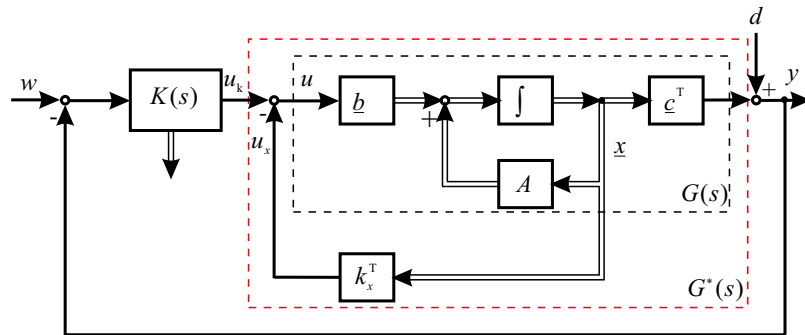 d
w
-
K(s)
u_k
-
u
b
+
∫
c^T
+
y
u_x
x
A
G(s)
k_x^T
G^*(s)